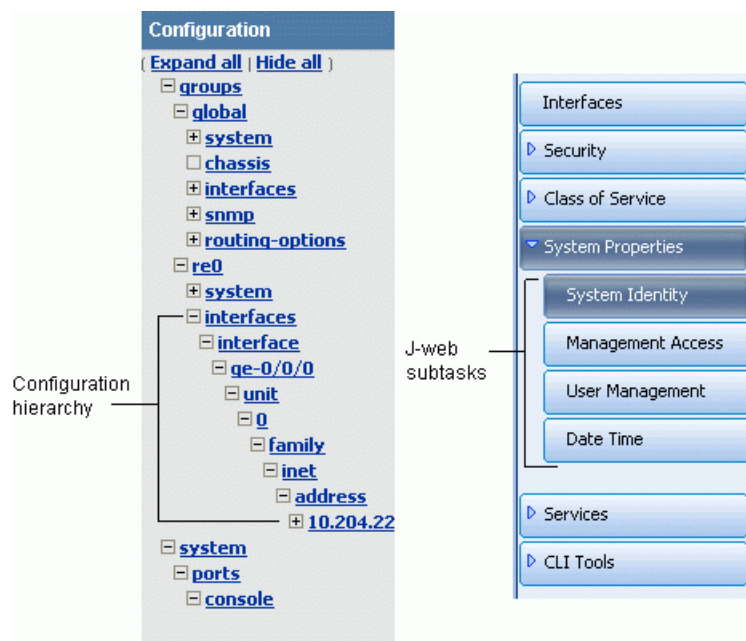 Configuration
( Expand all | Hide all )
groups
global
system
chassis
interfaces
snmp
routing-options
re0
system
interfaces
interface
ge-0/0/0
unit
0
family
inet
address
10.204.22
system
ports
console
Configuration
hierarchy
Interfaces
Security
Class of Service
System Properties
System Identity
Management Access
User Management
Date Time
Services
CLI Tools
J-web
subtasks